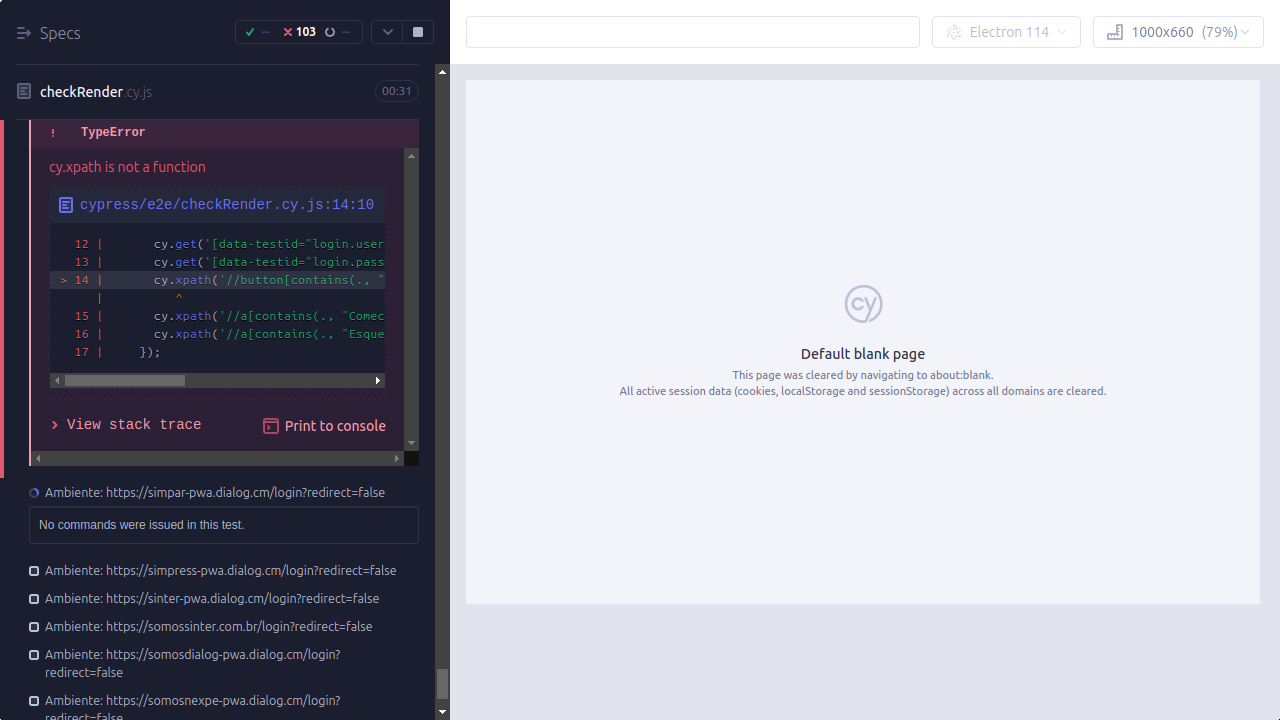 Specs
-- 103 --
Electron 114
1000x660 (79%)
checkRender.cy.js
00:31
! TypeError
cy.xpath is not a function
cypress/e2e/checkRender.cy.js:14:10
12 | cy.get('[data-testid="login.user
13 | cy.get('[data-testid="login.pass
> 14 | cy.xpath('//button[contains(., "
| ^
15 | cy.xpath('//a[contains(., "Comec
16 | cy.xpath('//a[contains(., "Esque
17 | });
> View stack trace
Print to console
Ambiente: https://simpar-pwa.dialog.cm/login?redirect=false
No commands were issued in this test.
Ambiente: https://simpress-pwa.dialog.cm/login?redirect=false
Ambiente: https://sinter-pwa.dialog.cm/login?redirect=false
Ambiente: https://somossinter.com.br/login?redirect=false
Ambiente: https://somosdialog-pwa.dialog.cm/login?
redirect=false
Ambiente: https://somosnexpe-pwa.dialog.cm/login?
redirect=false
cy
Default blank page
This page was cleared by navigating to about:blank.
All active session data (cookies, localStorage and sessionStorage) across all domains are cleared.